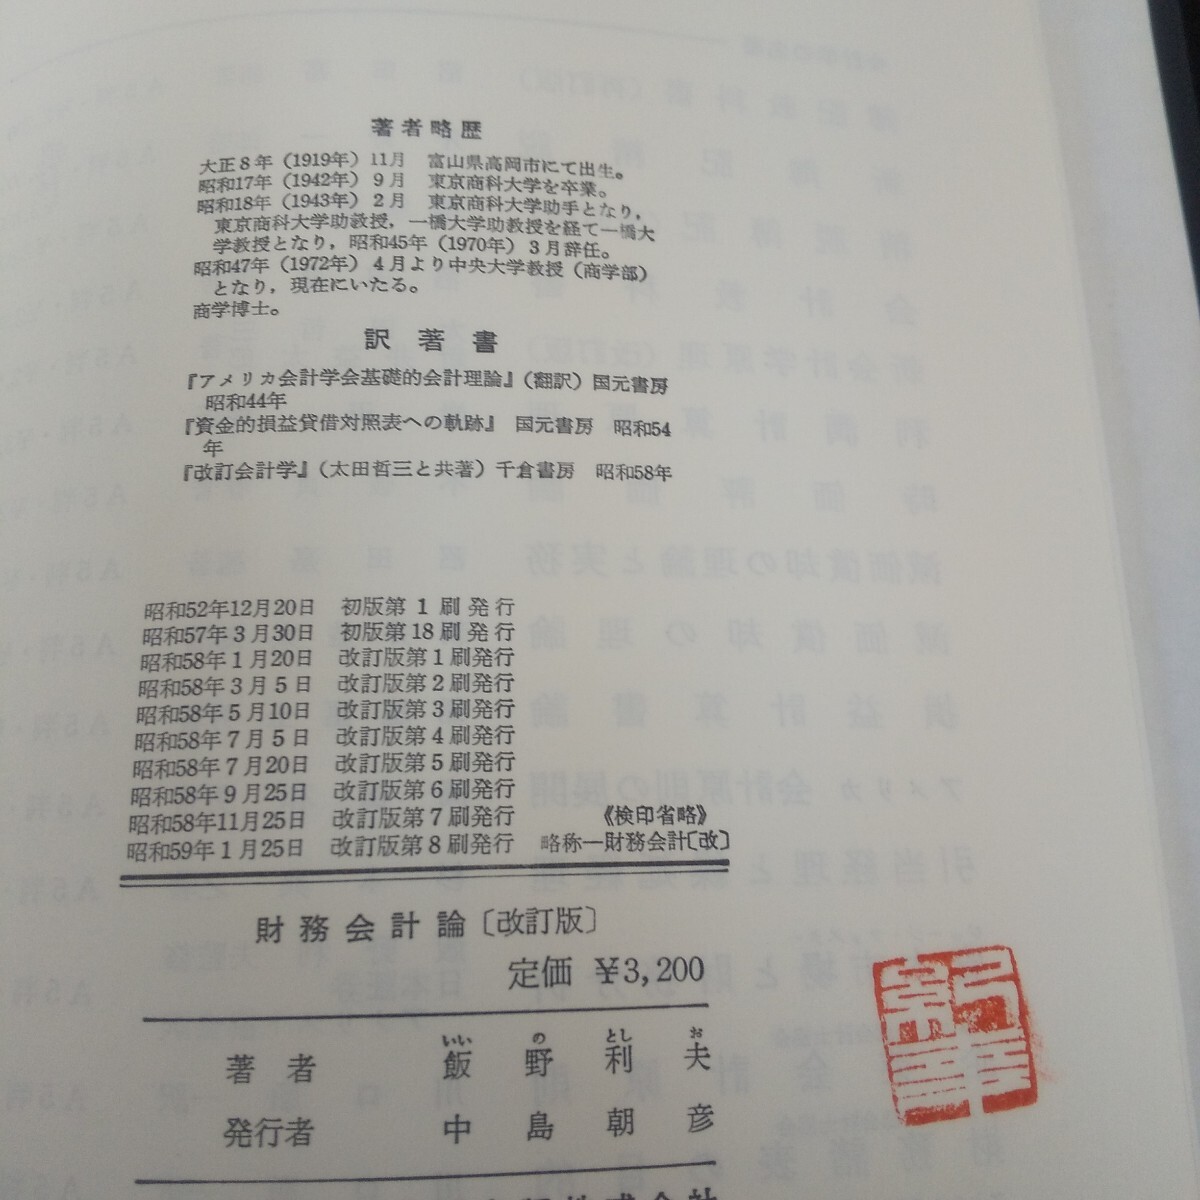 著者略歴
大正8年（1919年）11月　富山県高岡市にて出生。
昭和17年（1942年）9月　東京商科大学を卒業。
昭和18年（1943年）2月　東京商科大学助手となり，
東京商科大学助教授，一橋大学助教授を経て一橋大
学教授となり，昭和45年（1970年）3月辞任。
昭和47年（1972年）4月より中央大学教授（商学部）
となり，現在にいたる。
商学博士。
訳著書
『アメリカ会計学会基礎的会計理論』（翻訳）国元書房
昭和44年
『資金的損益貸借対照表への軌跡』　国元書房　昭和54
年
『改訂会計学』（太田哲三と共著）千倉書房　昭和58年
昭和52年12月20日　初版第1刷発行
昭和57年3月30日　初版第18刷発行
昭和58年1月20日　改訂版第1刷発行
昭和58年3月5日　改訂版第2刷発行
昭和58年5月10日　改訂版第3刷発行
昭和58年7月5日　改訂版第4刷発行
昭和58年7月20日　改訂版第5刷発行
昭和58年9月25日　改訂版第6刷発行
昭和58年11月25日　改訂版第7刷発行　《検印省略》
昭和59年1月25日　改訂版第8刷発行　略称―財務会計〔改〕
財務会計論〔改訂版〕
定価 ¥3,200
いい の とし お
著者　飯野利夫
発行者　中島朝彦
株式会社